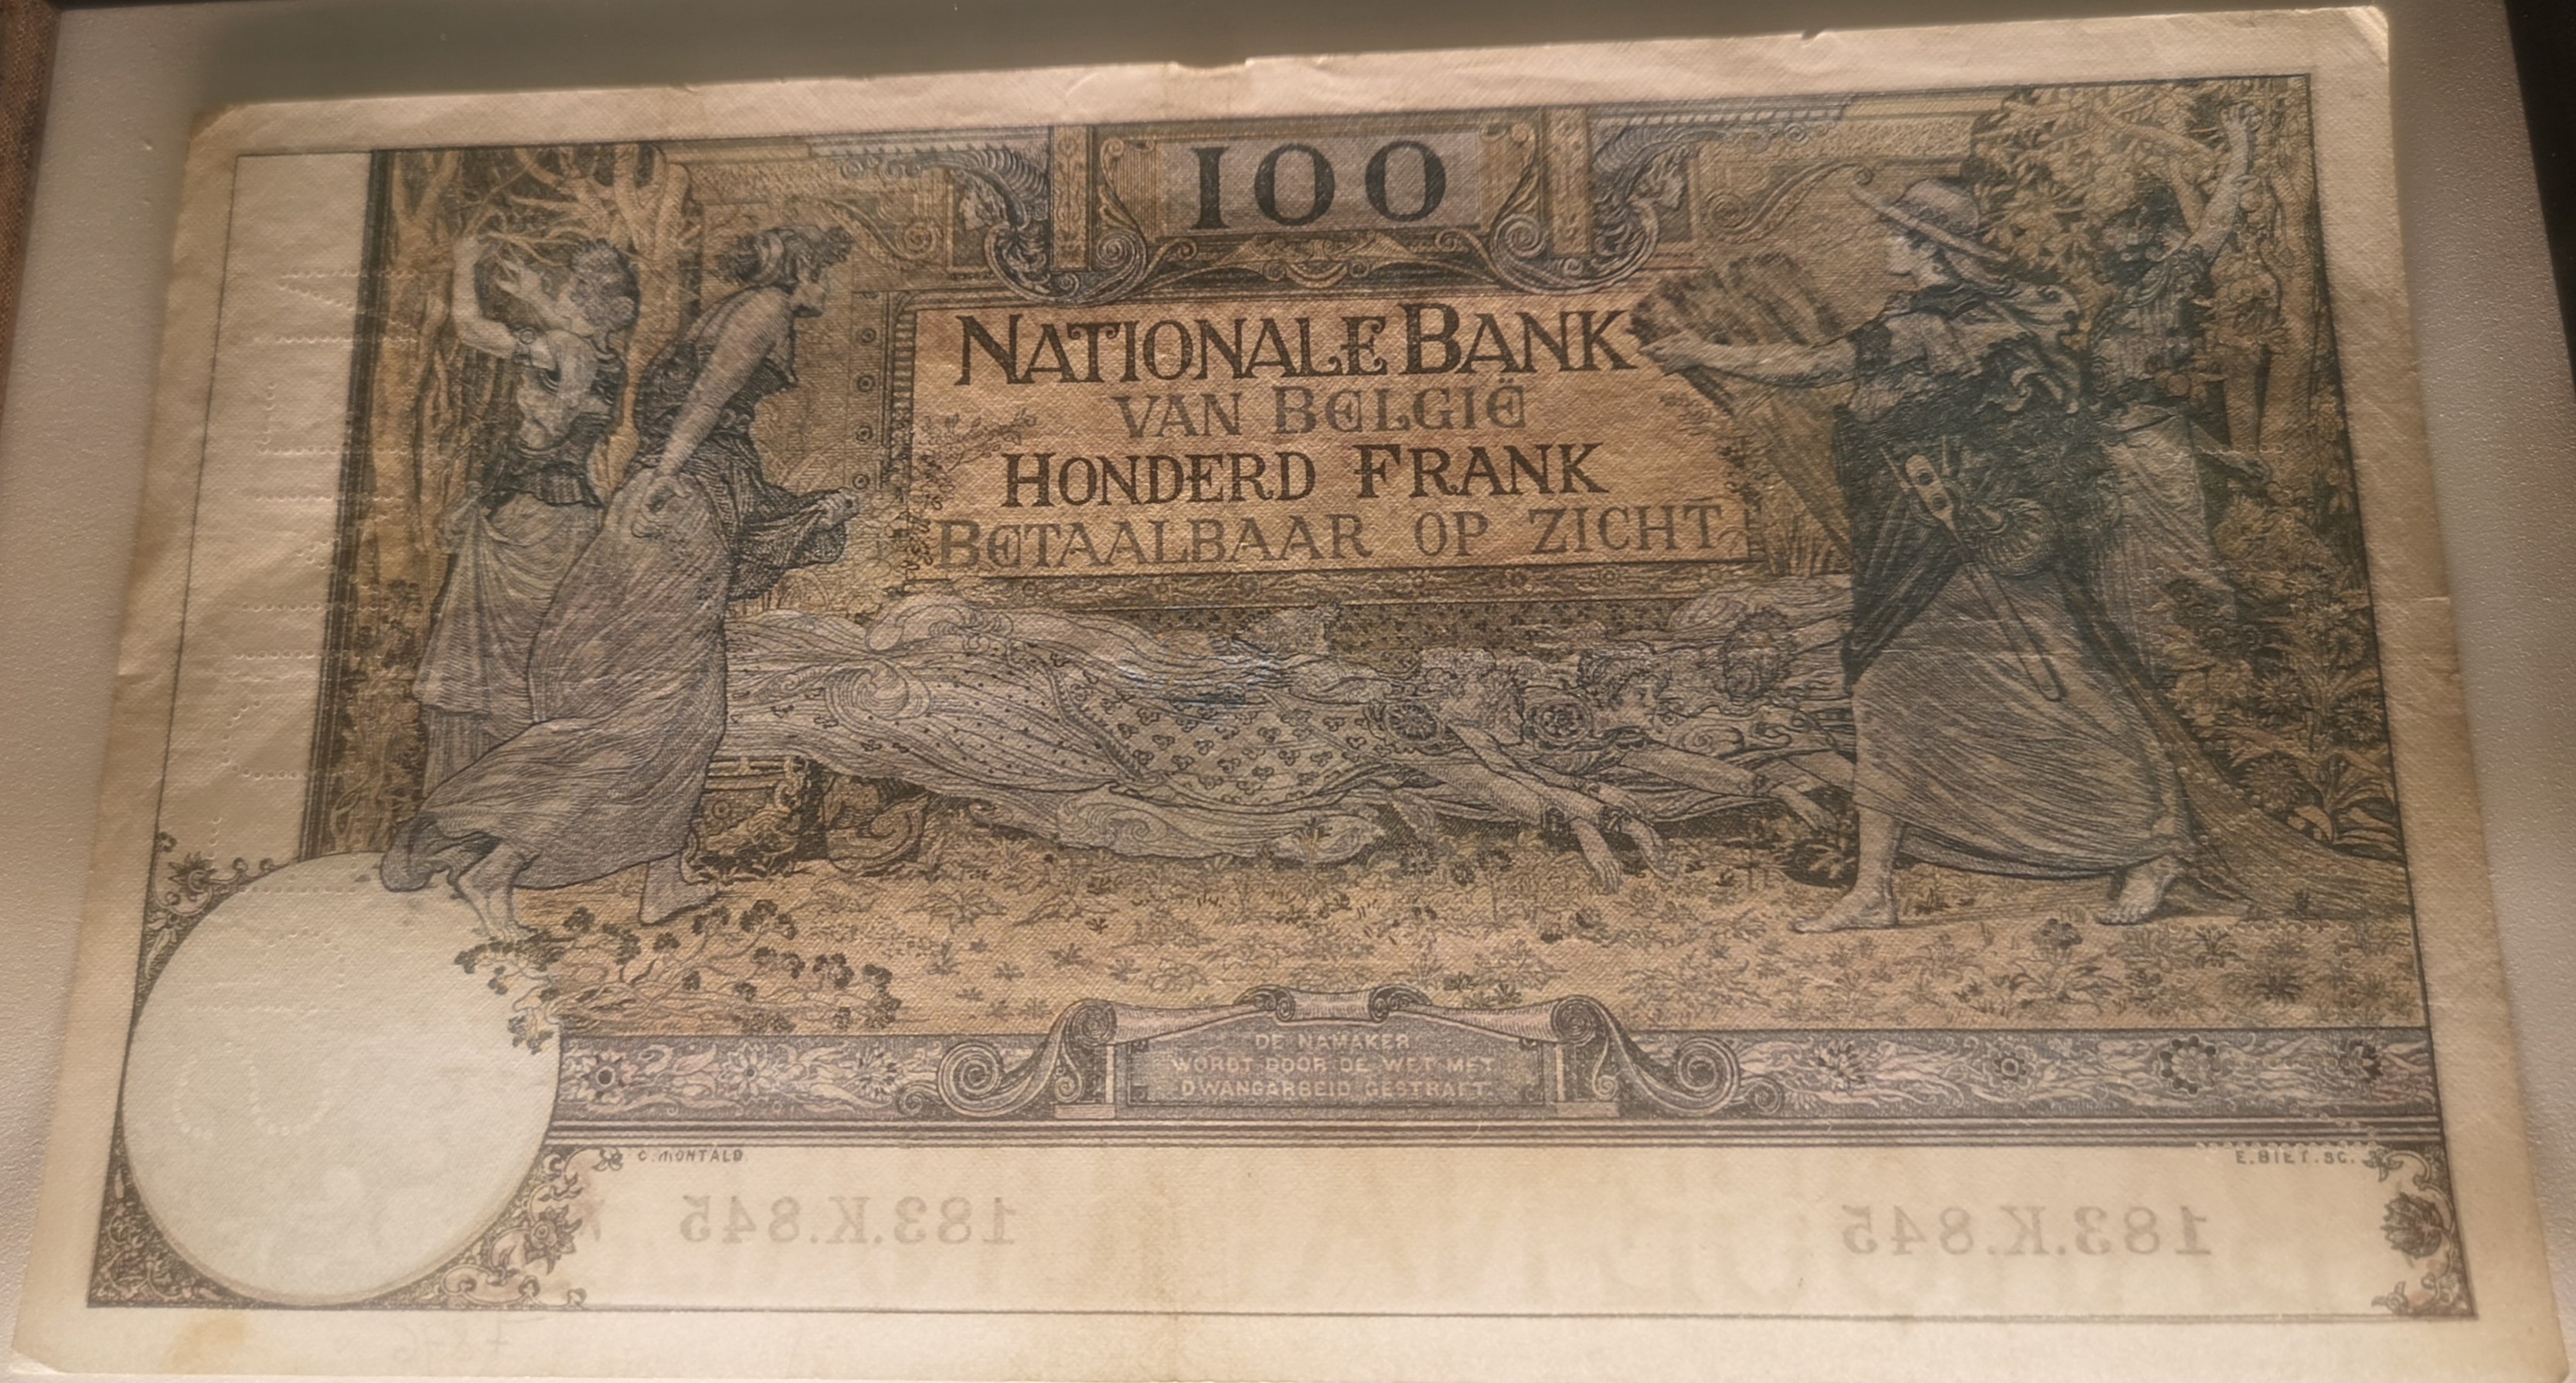 100
NATIONALE BANK
VAN BELGIË
HONDERD FRANK
BETAALBAAR OP ZICHT
DE NAMAKER
WORDT DOOR DE WET MET
DWANGARBEID GESTRAFT
C. MONTALD
E. BIET. SC.
183.K.845
183.K.845